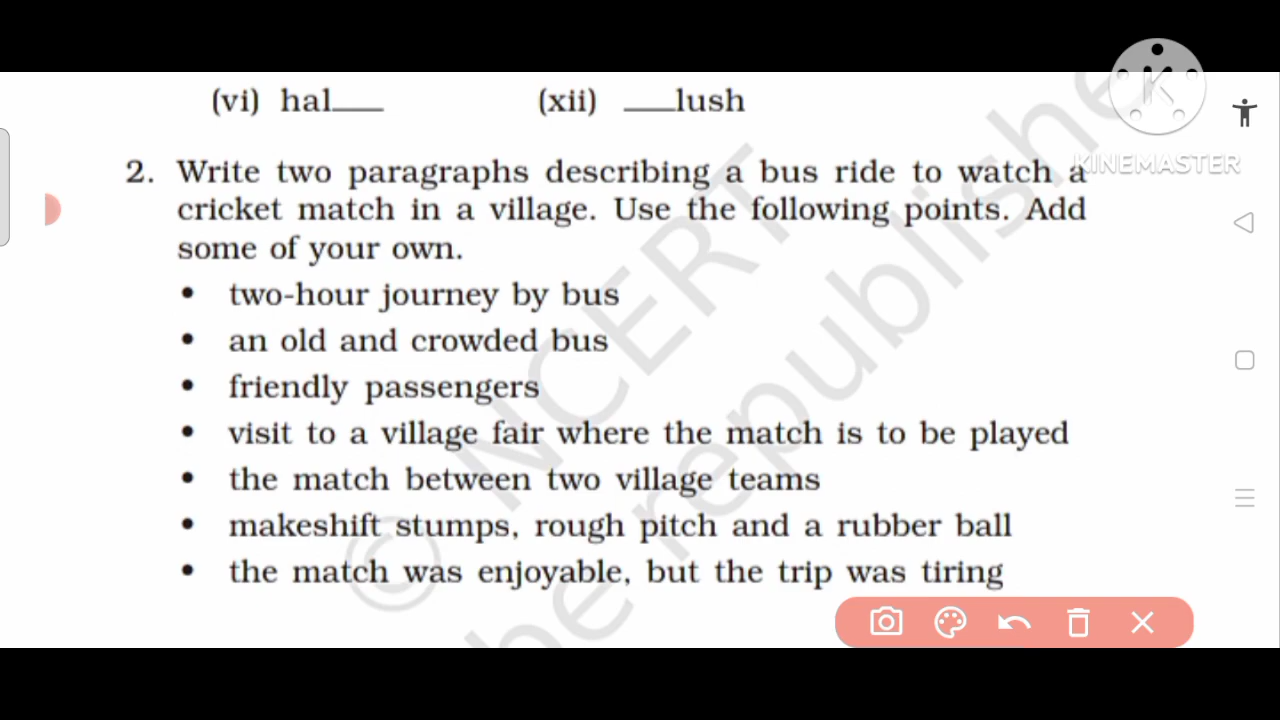 (vi) hal___ (xii) ___lush
KINEMASTER
2. Write two paragraphs describing a bus ride to watch a
cricket match in a village. Use the following points. Add
some of your own.
• two-hour journey by bus
• an old and crowded bus
• friendly passengers
• visit to a village fair where the match is to be played
• the match between two village teams
• makeshift stumps, rough pitch and a rubber ball
• the match was enjoyable, but the trip was tiring
© NCERT
be republishe